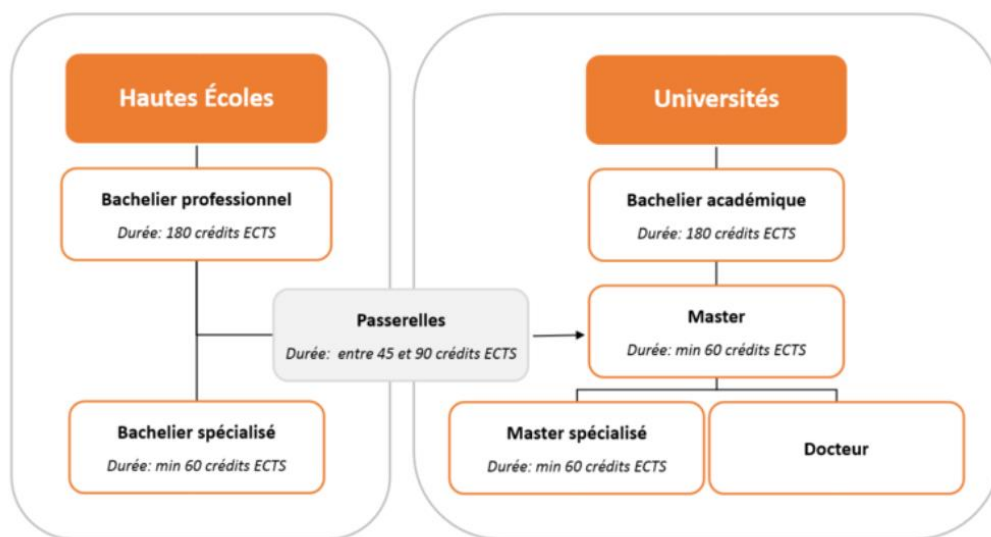 Hautes Écoles
Bachelier professionnel
Durée: 180 crédits ECTS
Passerelles
Durée:  entre 45 et 90 crédits ECTS
Bachelier spécialisé
Durée: min 60 crédits ECTS
Universités
Bachelier académique
Durée: 180 crédits ECTS
Master
Durée: min 60 crédits ECTS
Master spécialisé
Durée: min 60 crédits ECTS
Docteur